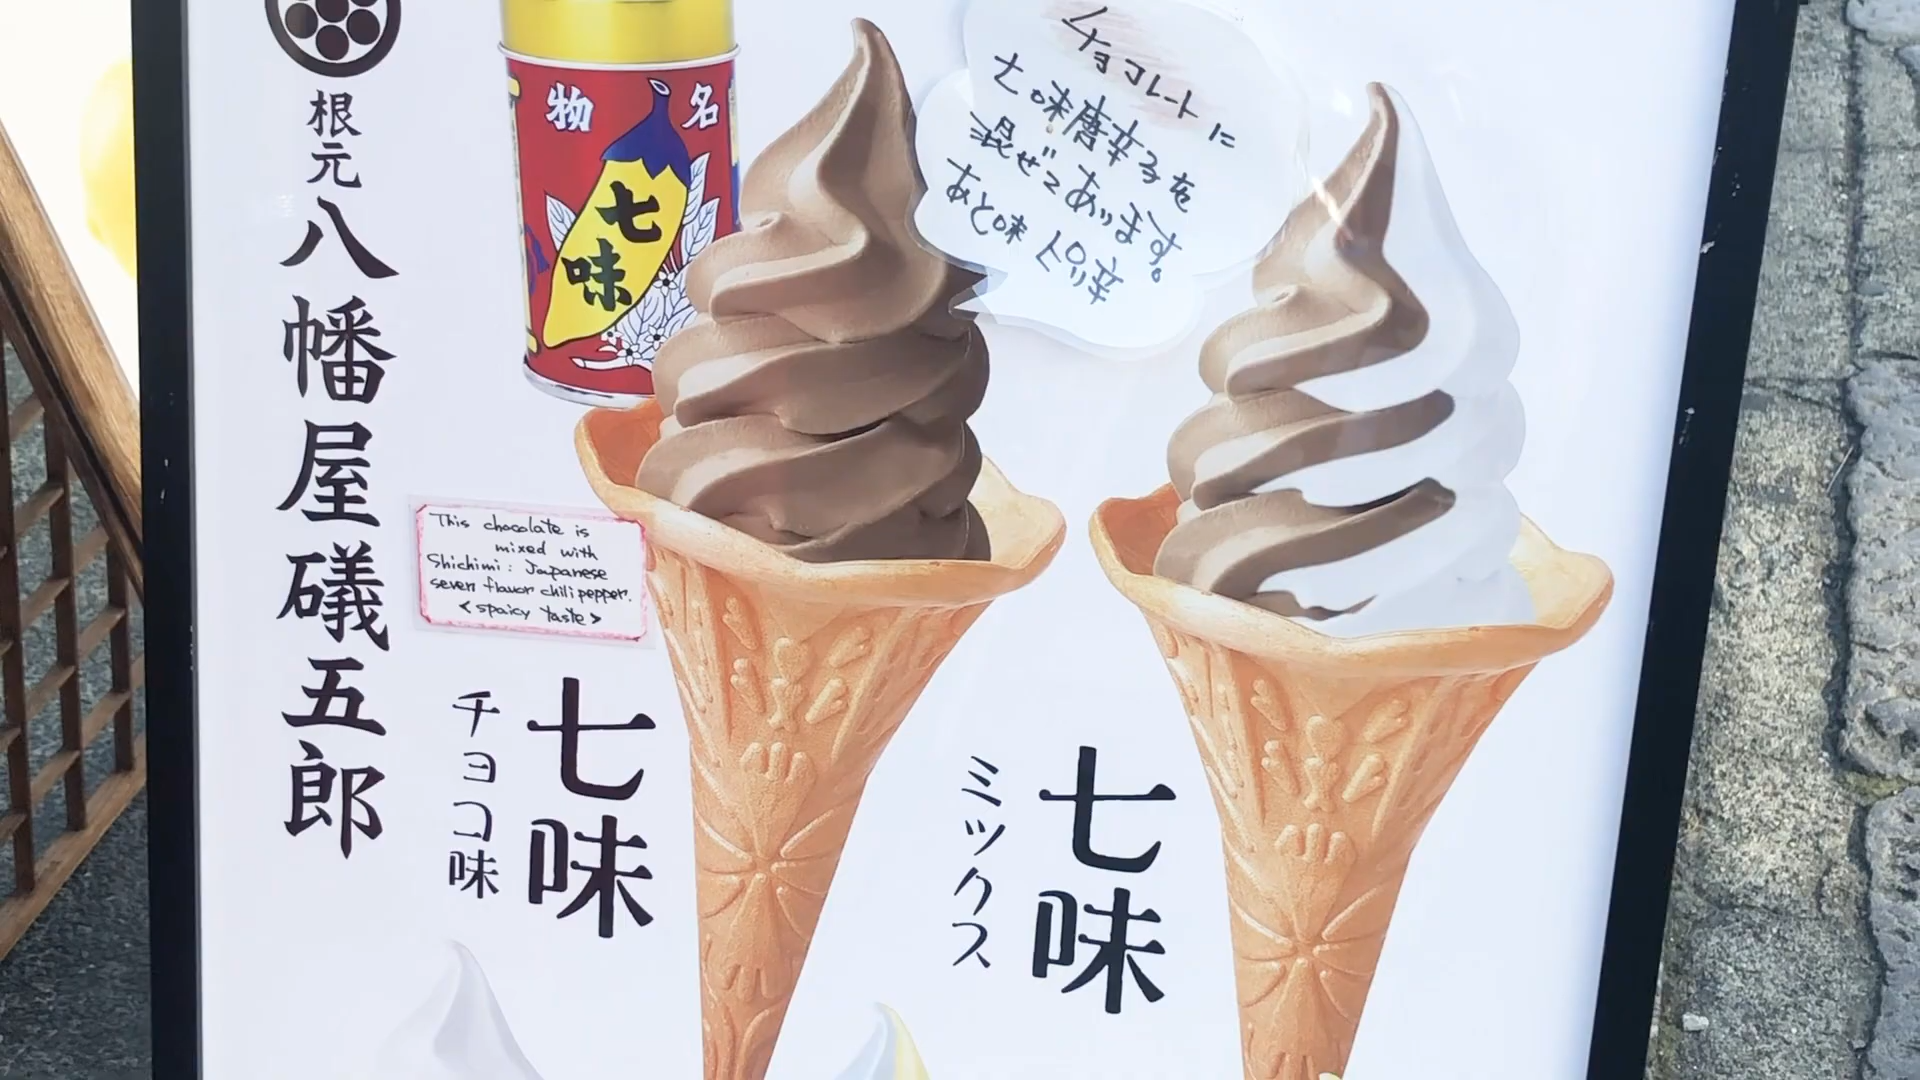 根元 八幡屋礒五郎
名物
七味
チョコレートに
七味唐辛子を
混ぜてあります。
あと味 ピリ辛
This chocolate is
mixed with
Shichimi : Japanese
seven flavor chili pepper.
<spaicy taste>
七味
チョコ味
七味
ミックス